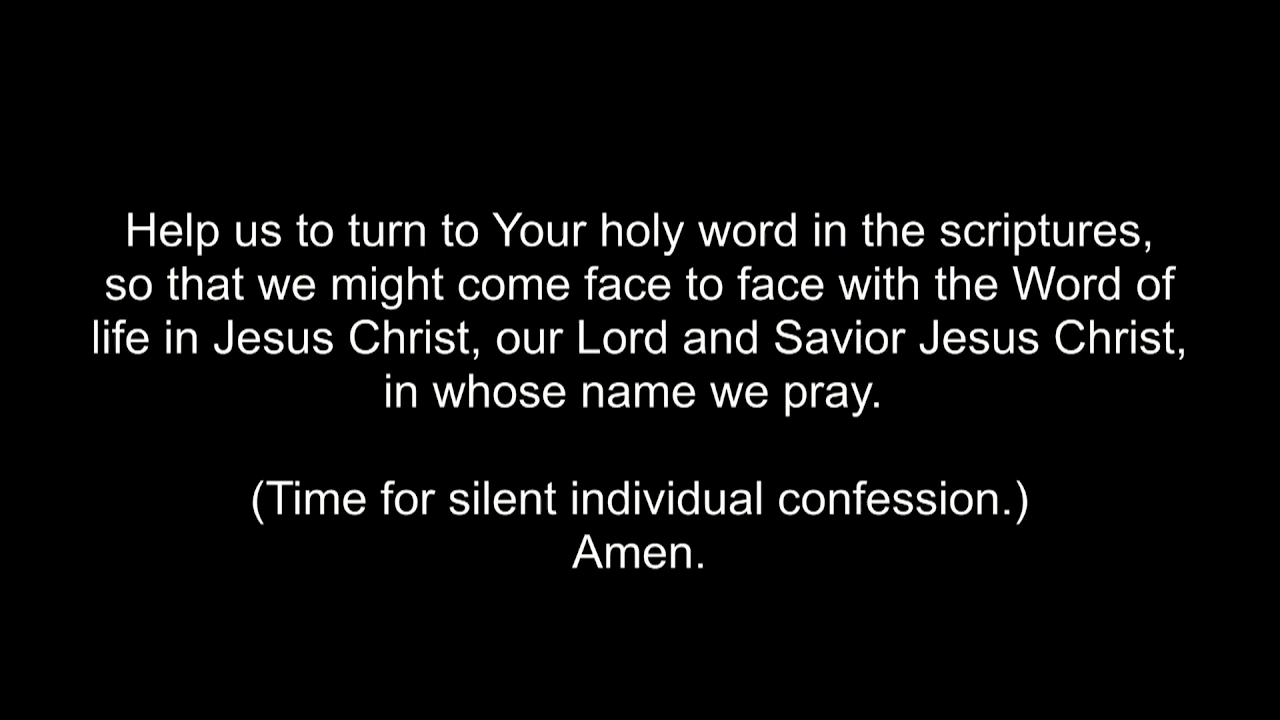 Help us to turn to Your holy word in the scriptures,
so that we might come face to face with the Word of
life in Jesus Christ, our Lord and Savior Jesus Christ,
in whose name we pray.
(Time for silent individual confession.)
Amen.